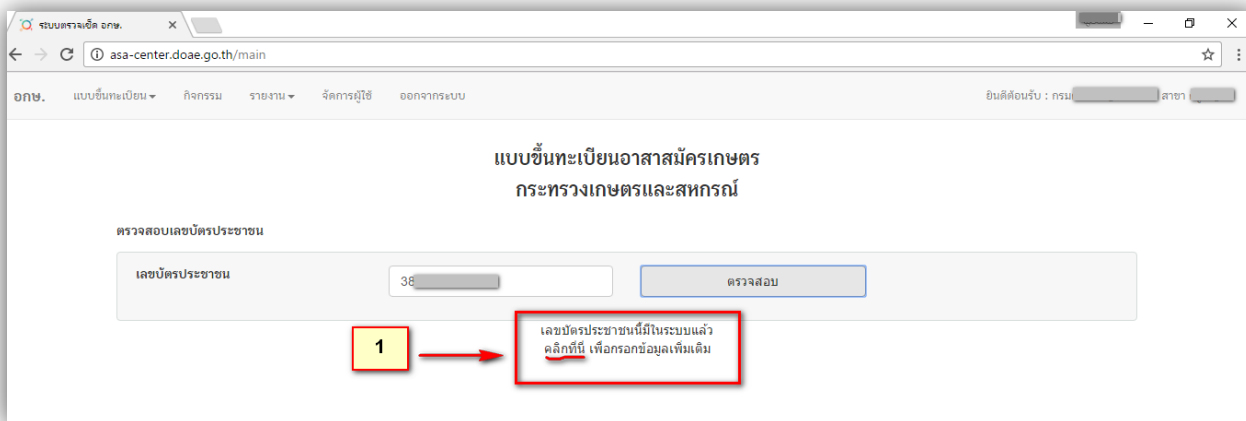 ระบบตรวจเช็ค อกษ.
asa-center.doae.go.th/main
อกษ. แบบขึ้นทะเบียน กิจกรรม รายงาน จัดการผู้ใช้ ออกจากระบบ ยินดีต้อนรับ : กรม สาขา
แบบขึ้นทะเบียนอาสาสมัครเกษตร
กระทรวงเกษตรและสหกรณ์
ตรวจสอบเลขบัตรประชาชน
เลขบัตรประชาชน 38 ตรวจสอบ
เลขบัตรประชาชนนี้มีในระบบแล้ว
1 คลิกที่นี่ เพื่อกรอกข้อมูลเพิ่มเติม